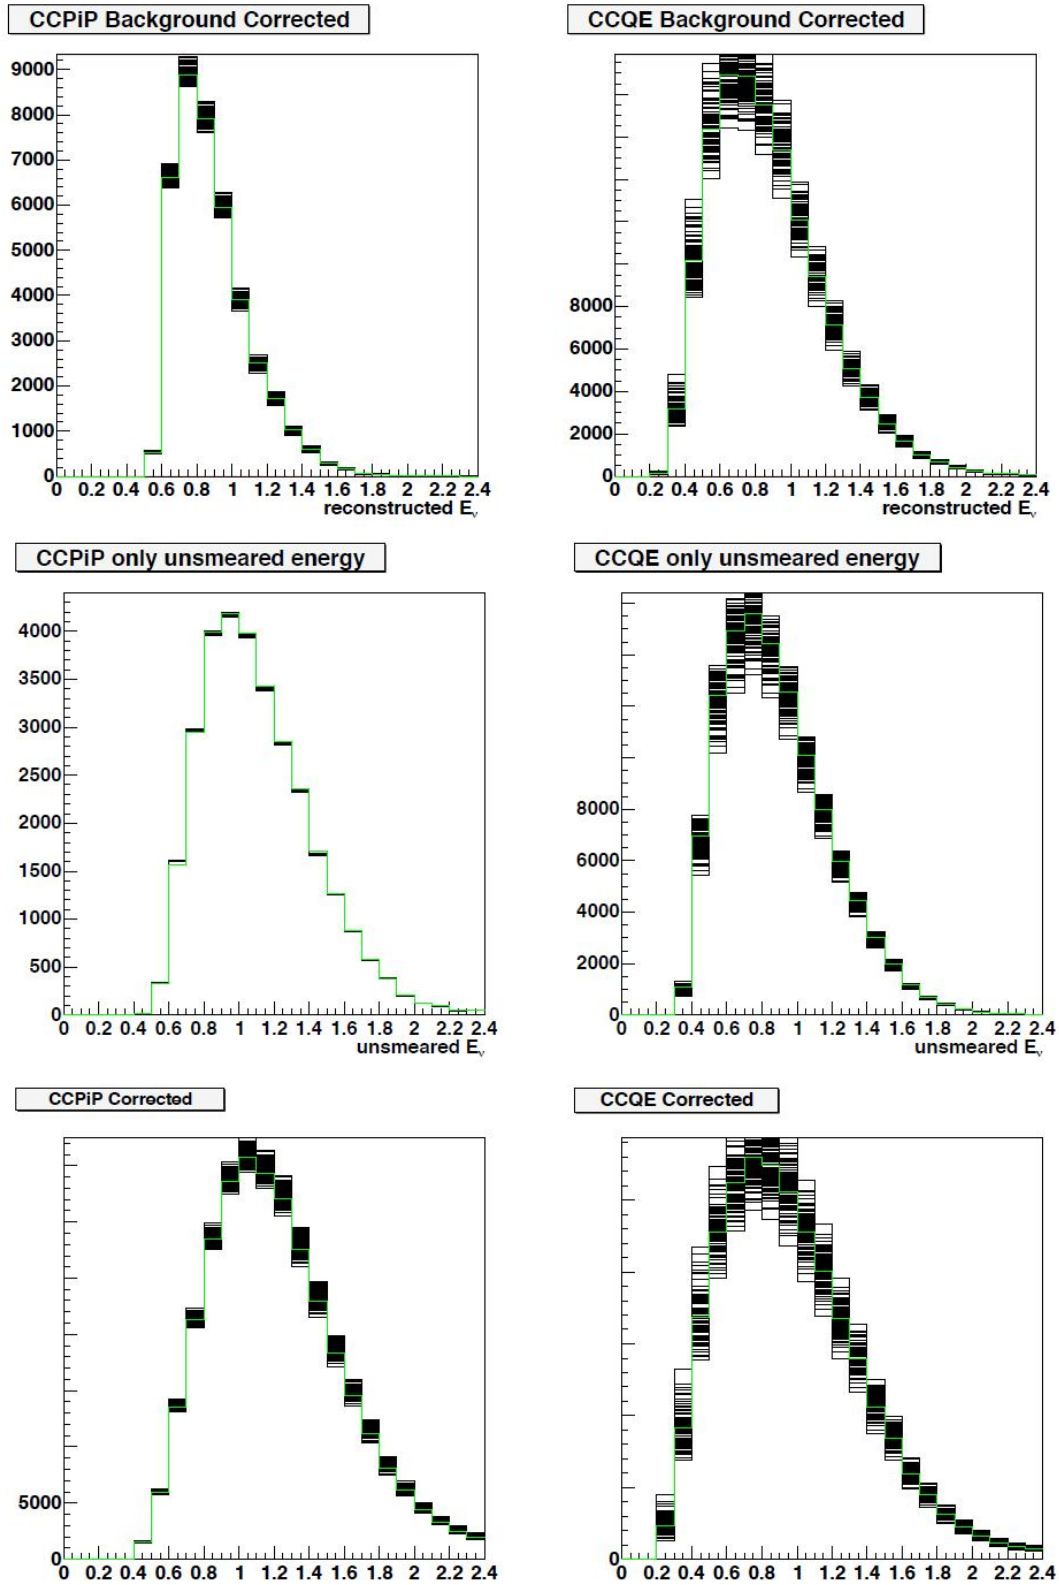 CCPiP Background Corrected
9000
8000
7000
6000
5000
4000
3000
2000
1000
0
0 0.2 0.4 0.6 0.8 1 1.2 1.4 1.6 1.8 2 2.2 2.4
reconstructed Eν
CCQE Background Corrected
8000
6000
4000
2000
0
0 0.2 0.4 0.6 0.8 1 1.2 1.4 1.6 1.8 2 2.2 2.4
reconstructed Eν
CCPiP only unsmeared energy
4000
3500
3000
2500
2000
1500
1000
500
0
0 0.2 0.4 0.6 0.8 1 1.2 1.4 1.6 1.8 2 2.2 2.4
unsmeared Eν
CCQE only unsmeared energy
8000
6000
4000
2000
0
0 0.2 0.4 0.6 0.8 1 1.2 1.4 1.6 1.8 2 2.2 2.4
unsmeared Eν
CCPiP Corrected
5000
0
0 0.2 0.4 0.6 0.8 1 1.2 1.4 1.6 1.8 2 2.2 2.4
CCQE Corrected
0
0 0.2 0.4 0.6 0.8 1 1.2 1.4 1.6 1.8 2 2.2 2.4